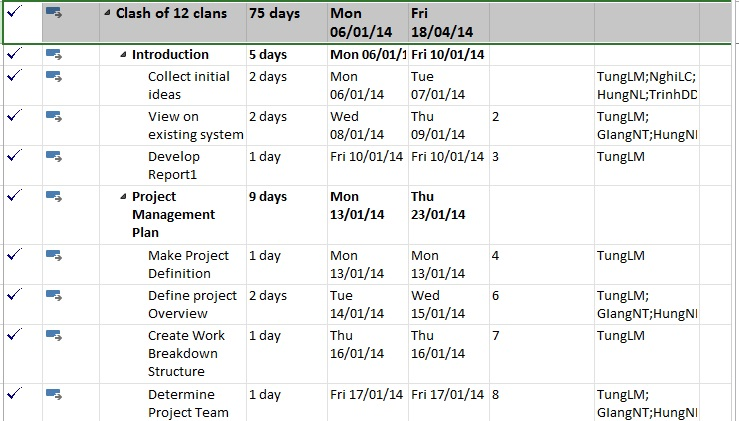 Clash of 12 clans 75 days Mon Fri
06/01/14 18/04/14
Introduction 5 days Mon 06/01/1 Fri 10/01/14
Collect initial 2 days Mon Tue TungLM;NghiLC;
ideas 06/01/14 07/01/14 HungNL;TrinhDD
View on 2 days Wed Thu 2 TungLM;
existing system 08/01/14 09/01/14 GIangNT;HungNl
Develop 1 day Fri 10/01/14 Fri 10/01/14 3 TungLM
Report1
Project 9 days Mon Thu
Management 13/01/14 23/01/14
Plan
Make Project 1 day Mon Mon 4 TungLM
Definition 13/01/14 13/01/14
Define project 2 days Tue Wed 6 TungLM;
Overview 14/01/14 15/01/14 GIangNT;HungNl
Create Work 1 day Thu Thu 7 TungLM
Breakdown 16/01/14 16/01/14
Structure
Determine 1 day Fri 17/01/14 Fri 17/01/14 8 TungLM;
Project Team GIangNT;HungNl